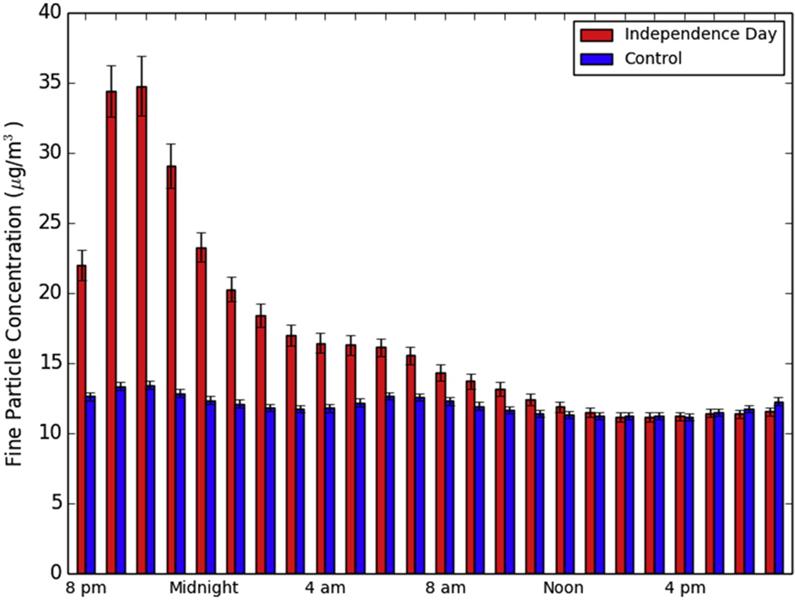 Fine Particle Concentration (μg/m³ )
40
35
30
25
20
15
10
5
0
Independence Day
Control
8 pm Midnight 4 am 8 am Noon 4 pm